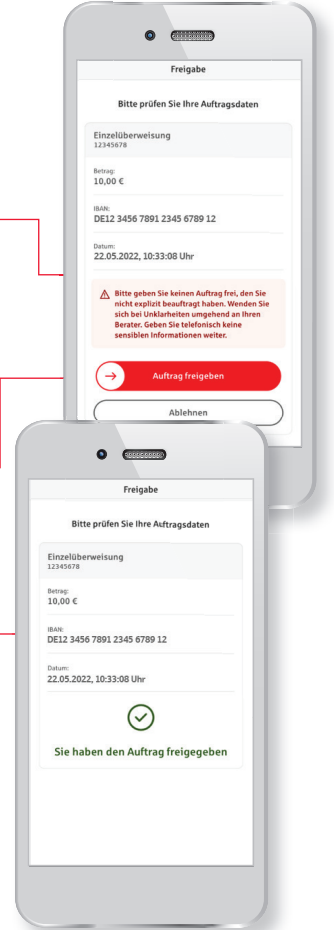 Freigabe
Bitte prüfen Sie Ihre Auftragsdaten
Einzelüberweisung
12345678
Betrag:
10,00 €
IBAN:
DE12 3456 7891 2345 6789 12
Datum:
22.05.2022, 10:33:08 Uhr
Bitte geben Sie keinen Auftrag frei, den Sie
nicht explizit beauftragt haben. Wenden Sie
sich bei Unklarheiten umgehend an Ihren
Berater. Geben Sie telefonisch keine
sensiblen Informationen weiter.
Auftrag freigeben
Ablehnen
Freigabe
Bitte prüfen Sie Ihre Auftragsdaten
Einzelüberweisung
12345678
Betrag:
10,00 €
IBAN:
DE12 3456 7891 2345 6789 12
Datum:
22.05.2022, 10:33:08 Uhr
Sie haben den Auftrag freigegeben